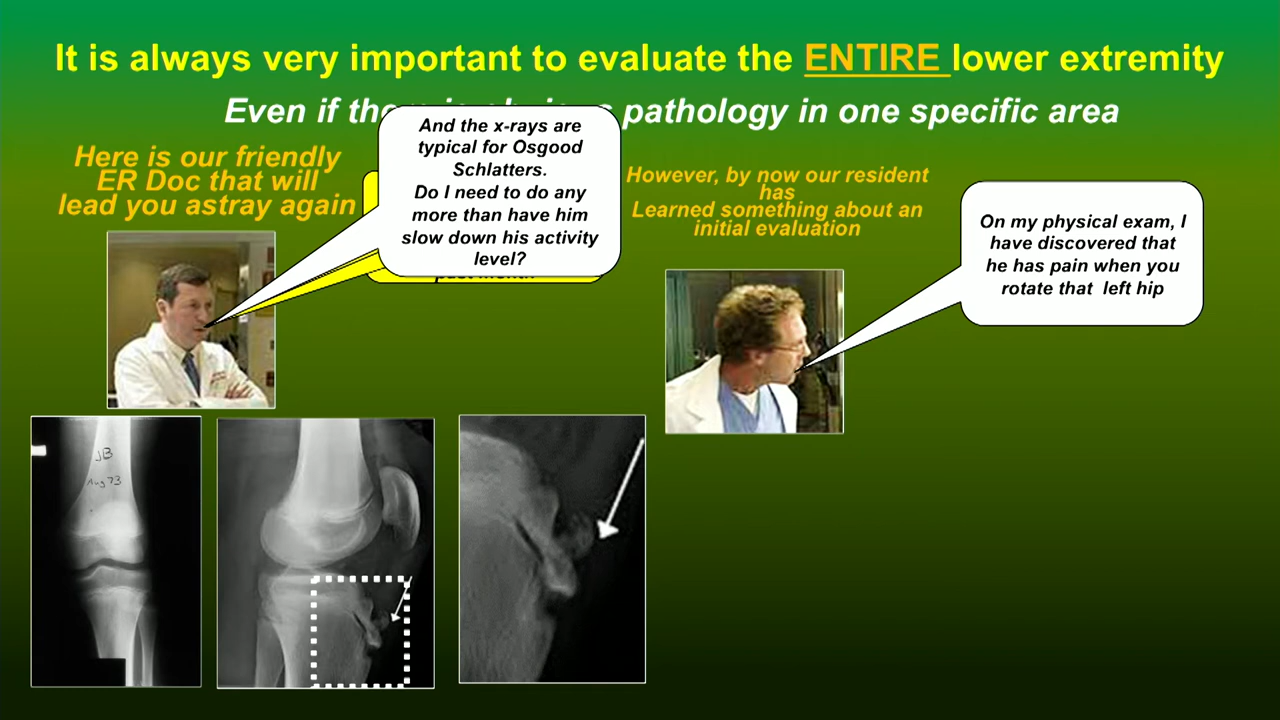 It is always very important to evaluate the ENTIRE lower extremity
Even if pathology in one specific area
Here is our friendly
ER Doc that will
lead you astray again
And the x-rays are
typical for Osgood
Schlatters.
Do I need to do any
more than have him
slow down his activity
level?
However, by now our resident
has
Learned something about an
initial evaluation
On my physical exam, I
have discovered that
he has pain when you
rotate that left hip
JB
Aug 73